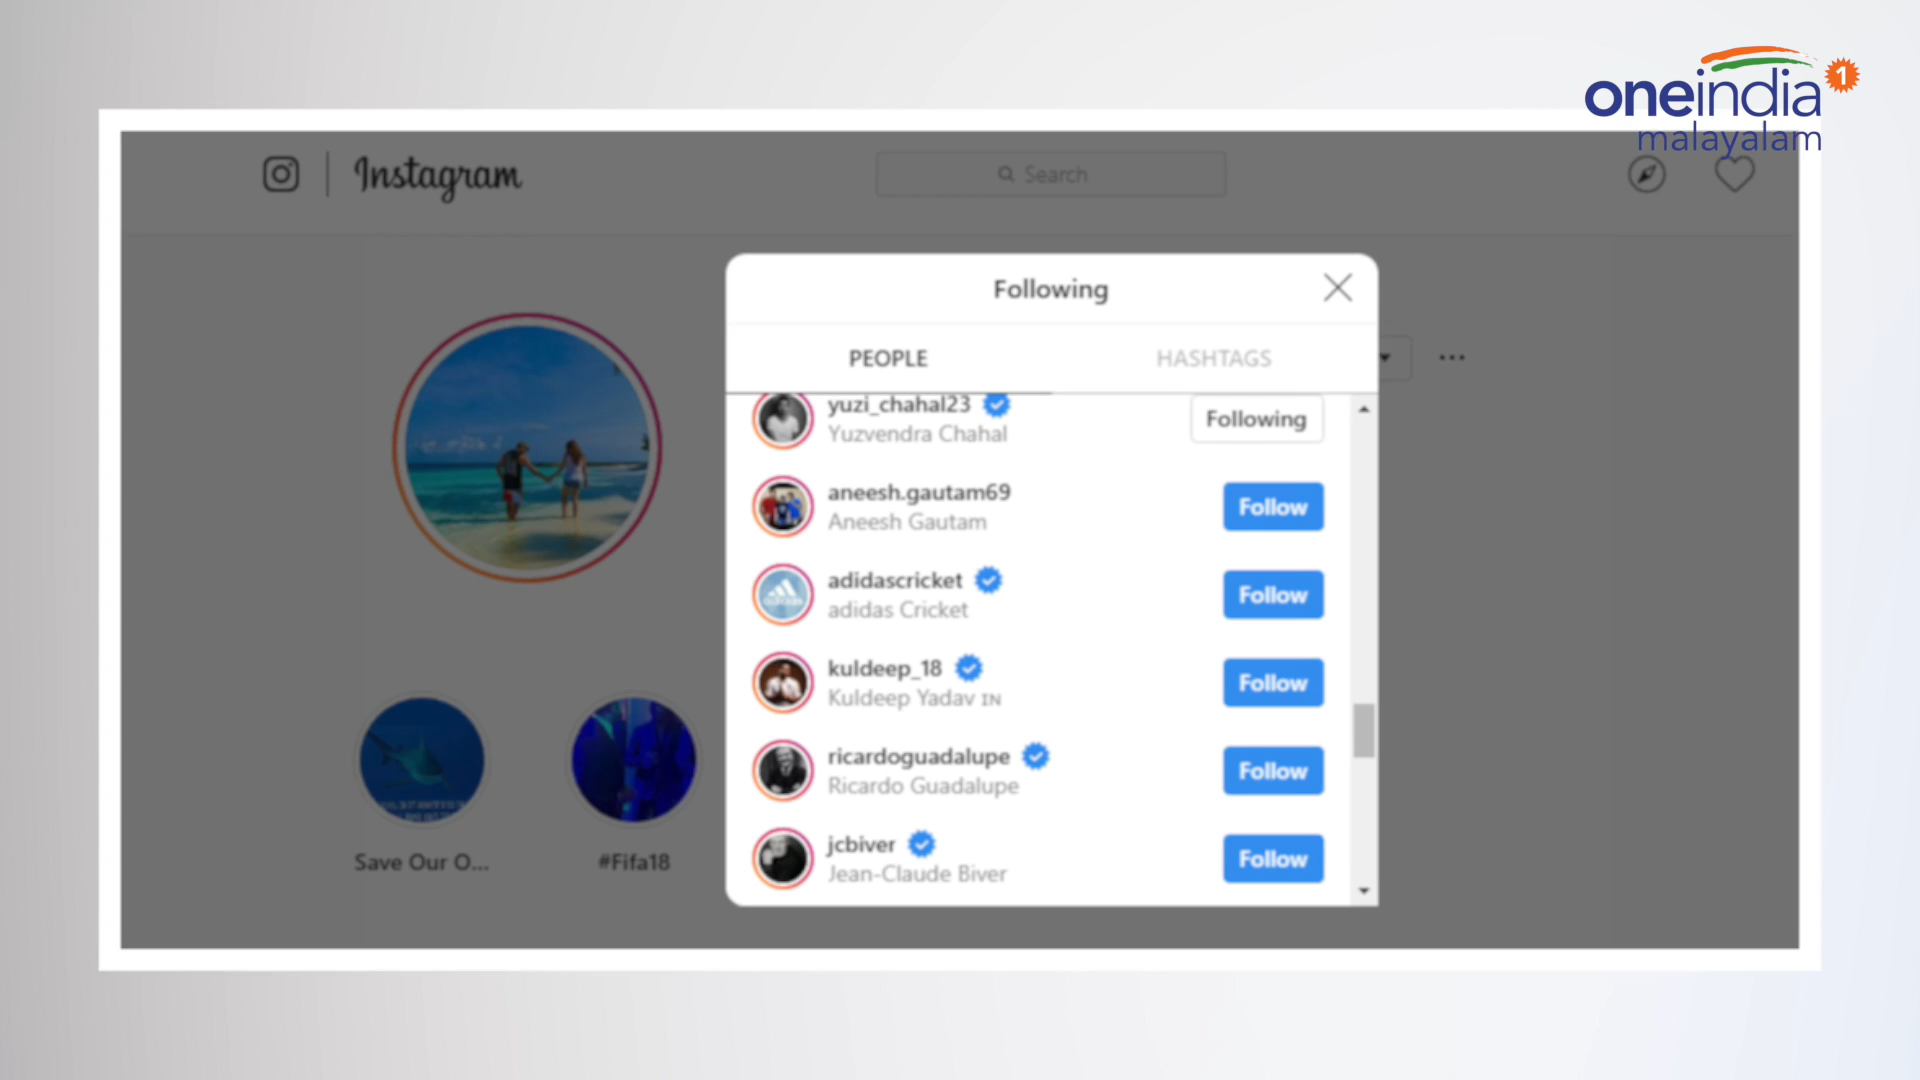 oneindia 1
malayalam
Instagram
Search
Following
PEOPLE HASHTAGS
yuzi_chahal23
Yuzvendra Chahal
Following
aneesh.gautam69
Aneesh Gautam
Follow
adidascricket
adidas Cricket
Follow
kuldeep_18
Kuldeep Yadav IN
Follow
ricardoguadalupe
Ricardo Guadalupe
Follow
jcbiver
Jean-Claude Biver
Follow
Save Our O...
#Fifa18